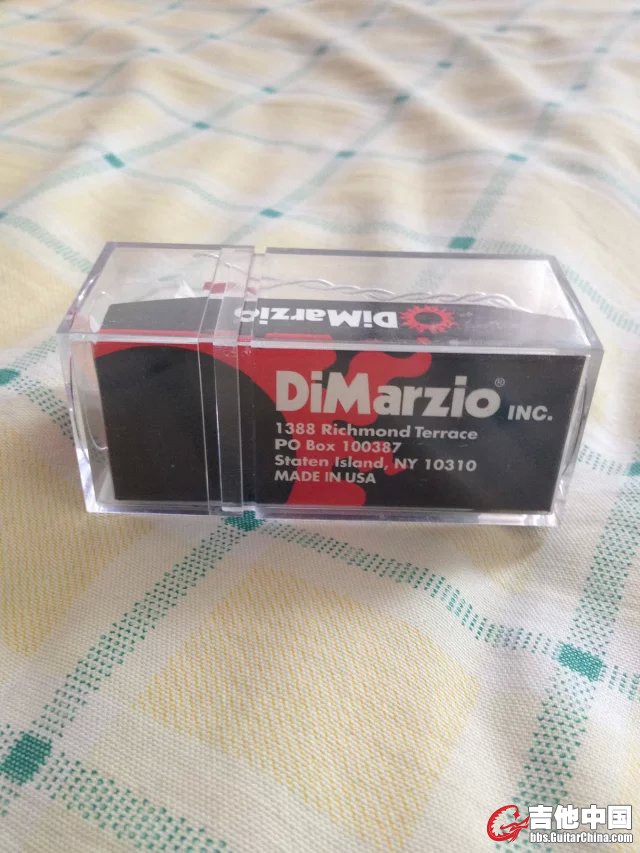 DiMarzio
DiMarzio® INC.
1388 Richmond Terrace
PO Box 100387
Staten Island, NY 10310
MADE IN USA
吉他中国
bbs.GuitarChina.com